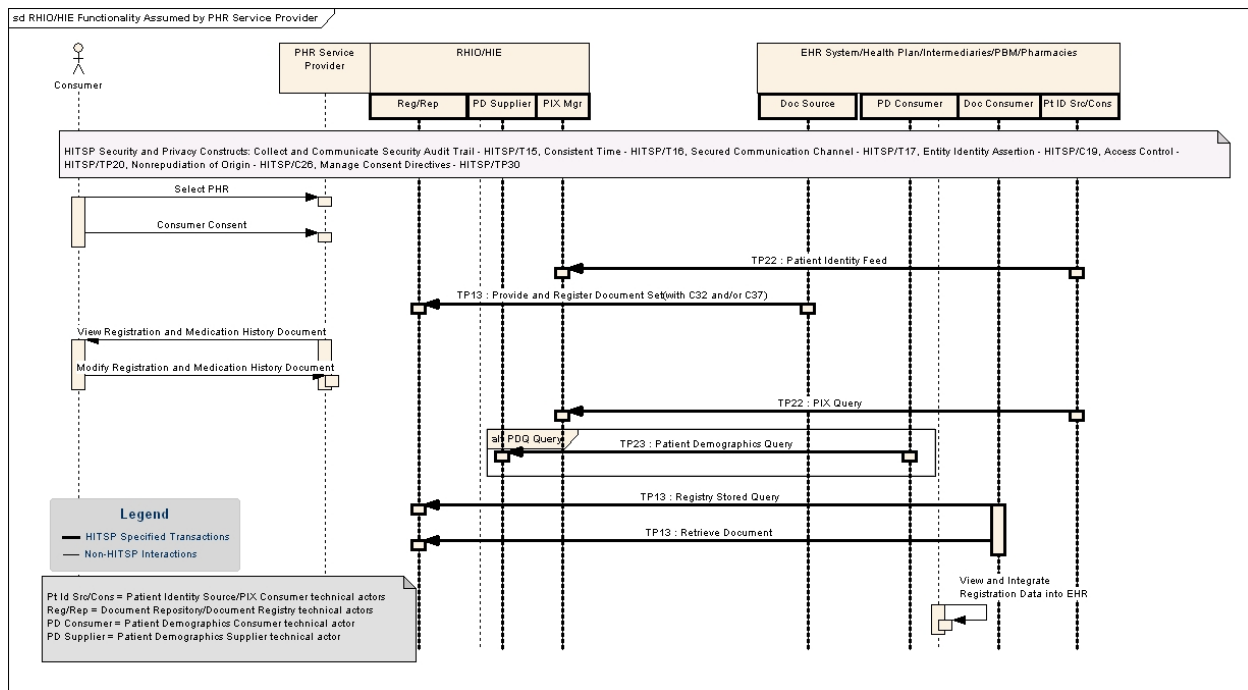 sd RHIO/HIE Functionality Assumed by PHR Service Provider
Consumer
PHR Service
Provider
RHIO/HIE
EHR System/Health Plan/Intermediaries/PBM/Pharmacies
Reg/Rep
PD Supplier
PIX Mgr
Doc Source
PD Consumer
Doc Consumer
Pt ID Src/Cons
HITSP Security and Privacy Constructs: Collect and Communicate Security Audit Trail - HITSP/T15, Consistent Time - HITSP/T16, Secured Communication Channel - HITSP/T17, Entity Identity Assertion - HITSP/C19, Access Control -
HITSP/TP20, Nonrepudiation of Origin - HITSP/C26, Manage Consent Directives - HITSP/TP30
Select PHR
Consumer Consent
TP22 : Patient Identity Feed
TP13 : Provide and Register Document Set(with C32 and/or C37)
View Registration and Medication History Document
Modify Registration and Medication History Document
TP22 : PIX Query
alt PDQ Query
TP23 : Patient Demographics Query
TP13 : Registry Stored Query
TP13 : Retrieve Document
Legend
HITSP Specified Transactions
Non-HITSP Interactions
View and Integrate
Registration Data into EHR
Pt Id Src/Cons = Patient Identity Source/PIX Consumer technical actors
Reg/Rep = Document Repository/Document Registry technical actors
PD Consumer = Patient Demographics Consumer technical actor
PD Supplier = Patient Demographics Supplier technical actor